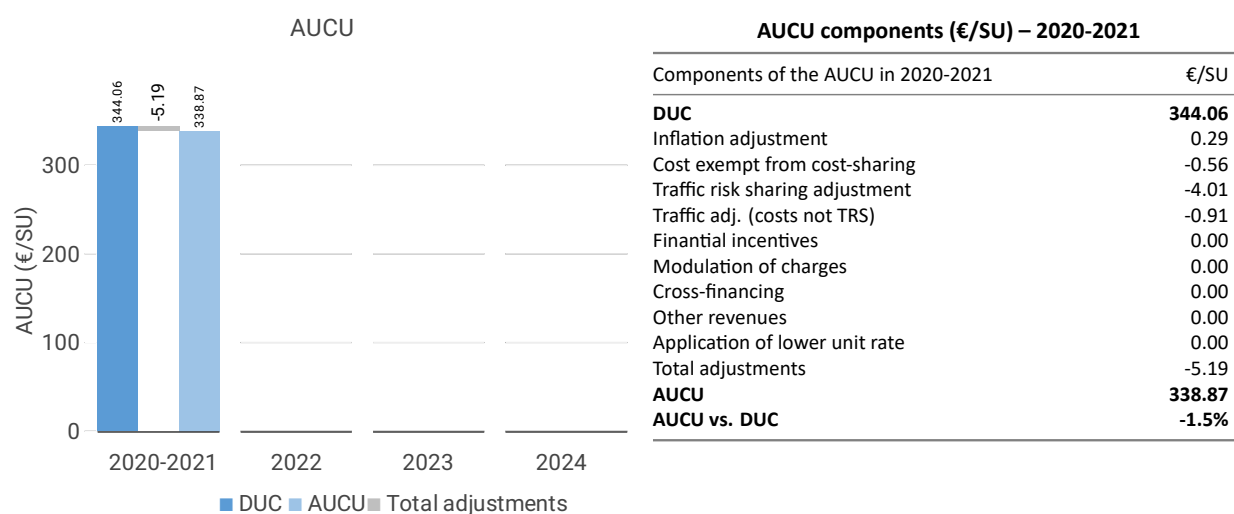 AUCU
344.06
-5.19
338.87
300
200
100
0
AUCU (€/SU)
2020-2021
2022
2023
2024
DUC AUCU Total adjustments
AUCU components (€/SU) – 2020-2021
Components of the AUCU in 2020-2021 €/SU
DUC 344.06
Inflation adjustment 0.29
Cost exempt from cost-sharing -0.56
Traffic risk sharing adjustment -4.01
Traffic adj. (costs not TRS) -0.91
Finantial incentives 0.00
Modulation of charges 0.00
Cross-financing 0.00
Other revenues 0.00
Application of lower unit rate 0.00
Total adjustments -5.19
AUCU 338.87
AUCU vs. DUC -1.5%